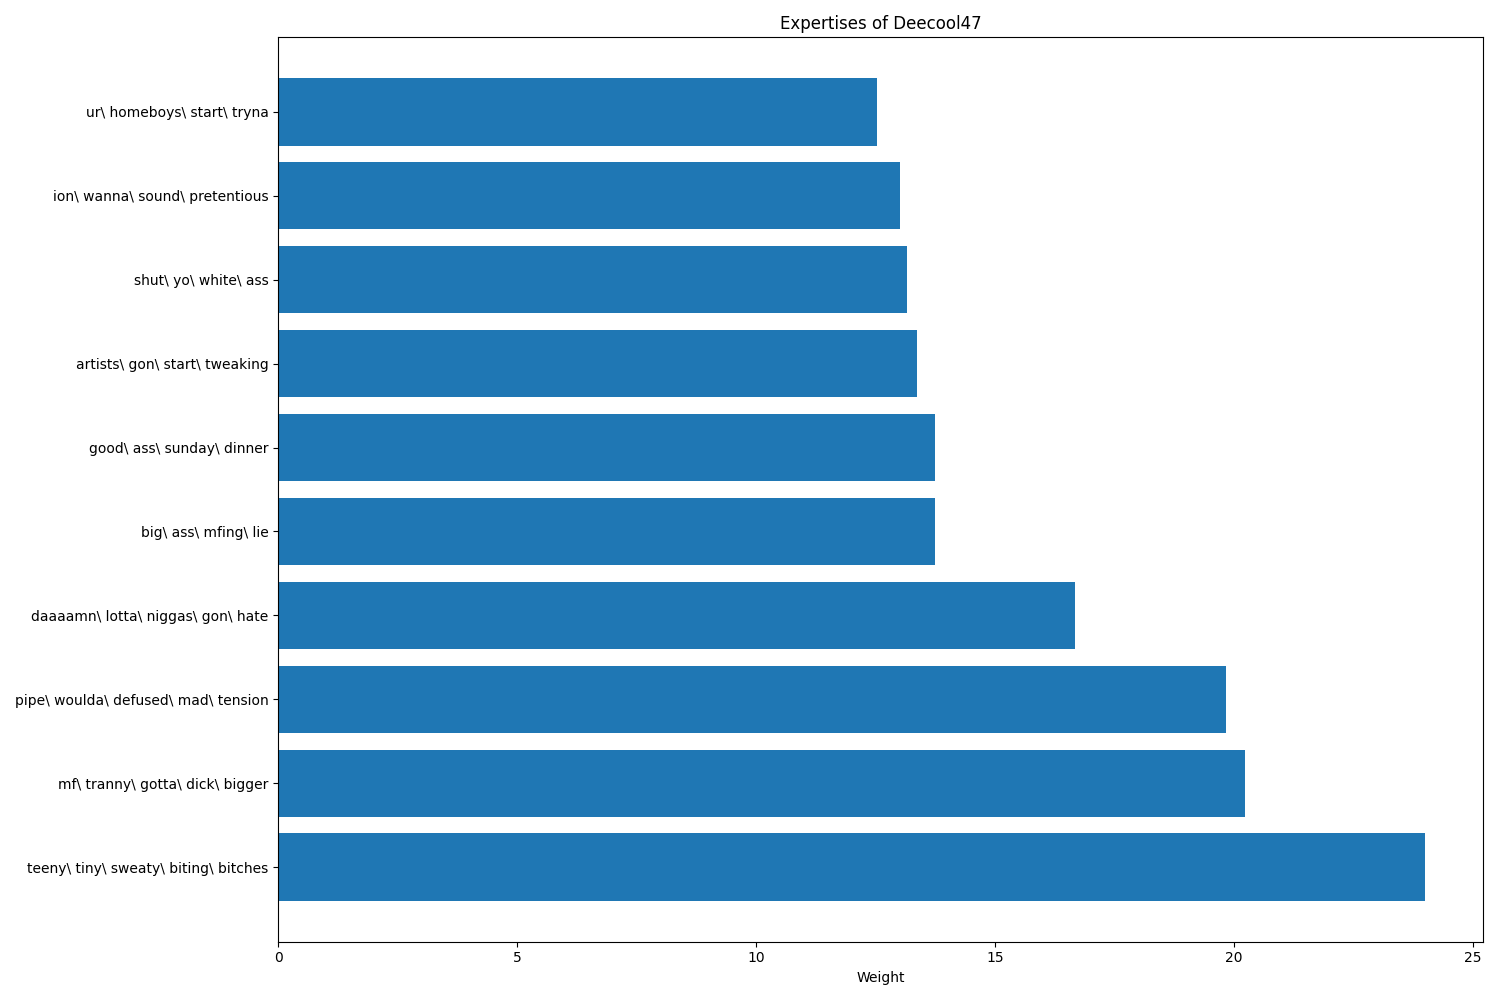 Expertises of Deecool47
ur\ homeboys\ start\ tryna
ion\ wanna\ sound\ pretentious
shut\ yo\ white\ ass
artists\ gon\ start\ tweaking
good\ ass\ sunday\ dinner
big\ ass\ mfing\ lie
daaaamn\ lotta\ niggas\ gon\ hate
pipe\ woulda\ defused\ mad\ tension
mf\ tranny\ gotta\ dick\ bigger
teeny\ tiny\ sweaty\ biting\ bitches
0 5 10 15 20 25
Weight